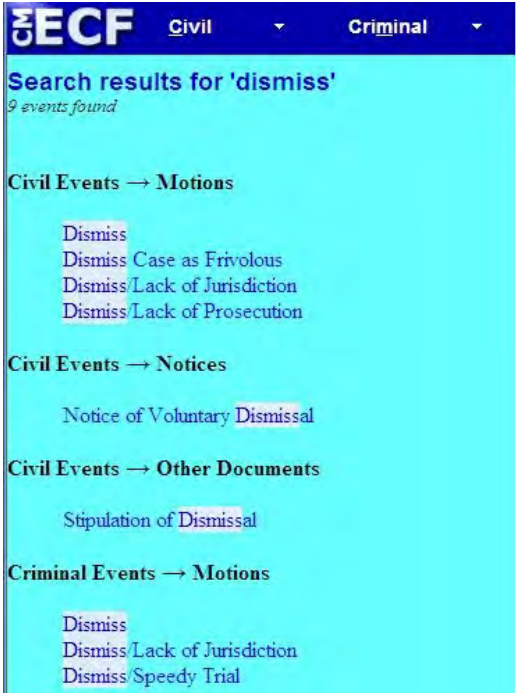 CM ECF Civil Criminal
Search results for 'dismiss'
9 events found
Civil Events → Motions
Dismiss
Dismiss Case as Frivolous
Dismiss/Lack of Jurisdiction
Dismiss/Lack of Prosecution
Civil Events → Notices
Notice of Voluntary Dismissal
Civil Events → Other Documents
Stipulation of Dismissal
Criminal Events → Motions
Dismiss
Dismiss/Lack of Jurisdiction
Dismiss/Speedy Trial